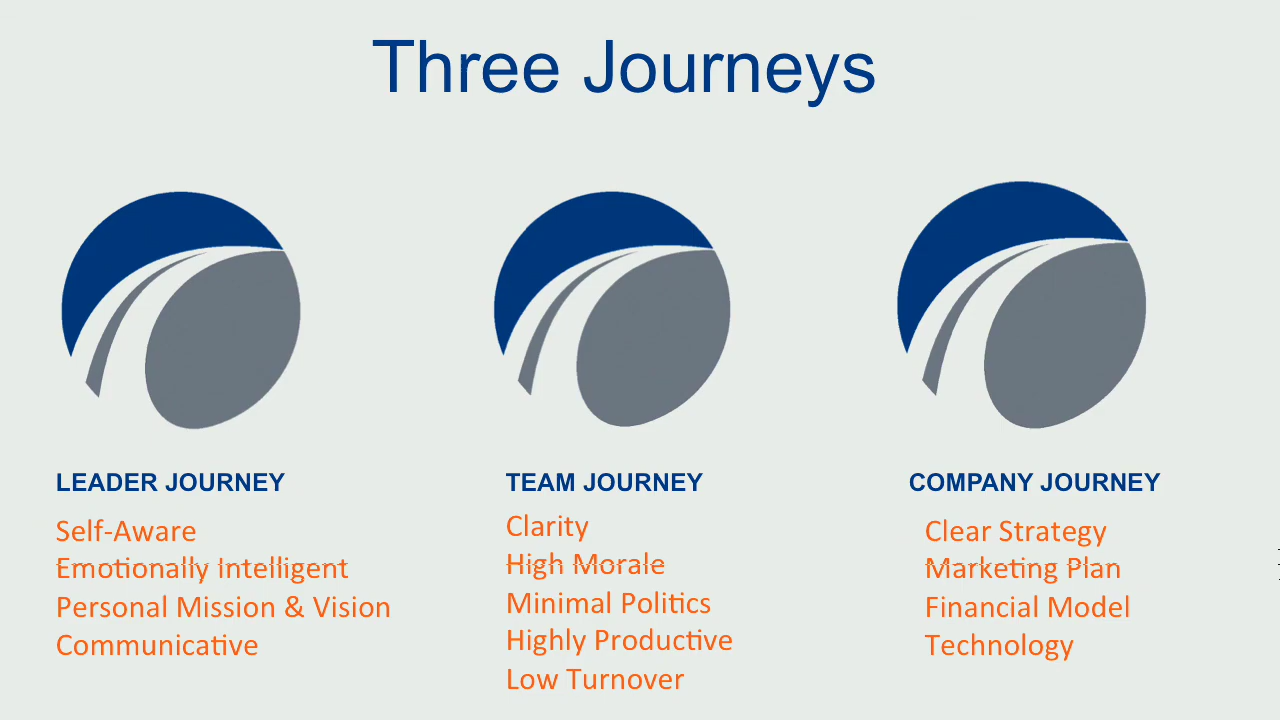 Three Journeys
LEADER JOURNEY
Self-Aware
Emotionally Intelligent
Personal Mission & Vision
Communicative
TEAM JOURNEY
Clarity
High Morale
Minimal Politics
Highly Productive
Low Turnover
COMPANY JOURNEY
Clear Strategy
Marketing Plan
Financial Model
Technology